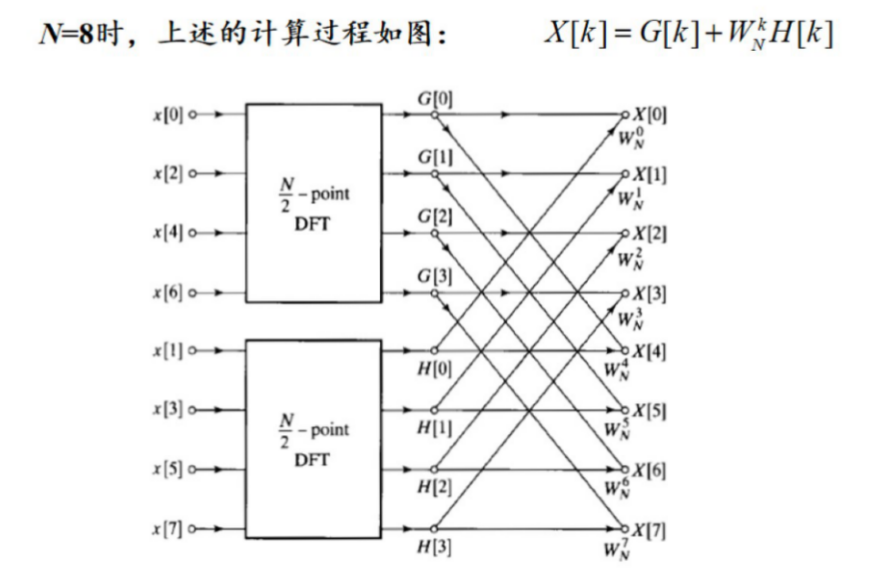 N=8时，上述的计算过程如图： X[k] = G[k] + W_N^k H[k]
x[0] G[0] X[0]
W_N^0
x[2] G[1] X[1]
W_N^1
N/2 – point
DFT
x[4] G[2] X[2]
W_N^2
x[6] G[3] X[3]
W_N^3
x[1] H[0] X[4]
W_N^4
x[3] H[1] X[5]
W_N^5
N/2 – point
DFT
x[5] H[2] X[6]
W_N^6
x[7] H[3] X[7]
W_N^7